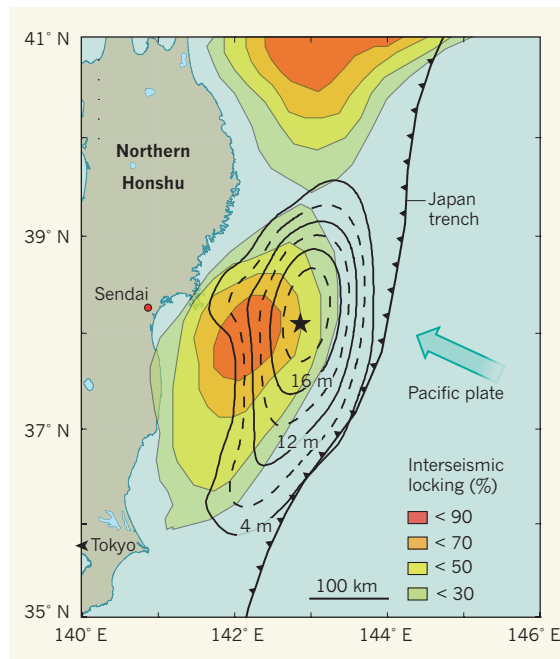 41° N
Northern
Honshu
Japan
trench
39° N
Sendai
16 m
Pacific plate
37° N
12 m
Interseismic
locking (%)
< 90
4 m
< 70
Tokyo
< 50
< 30
100 km
35° N
140° E
142° E
144° E
146° E